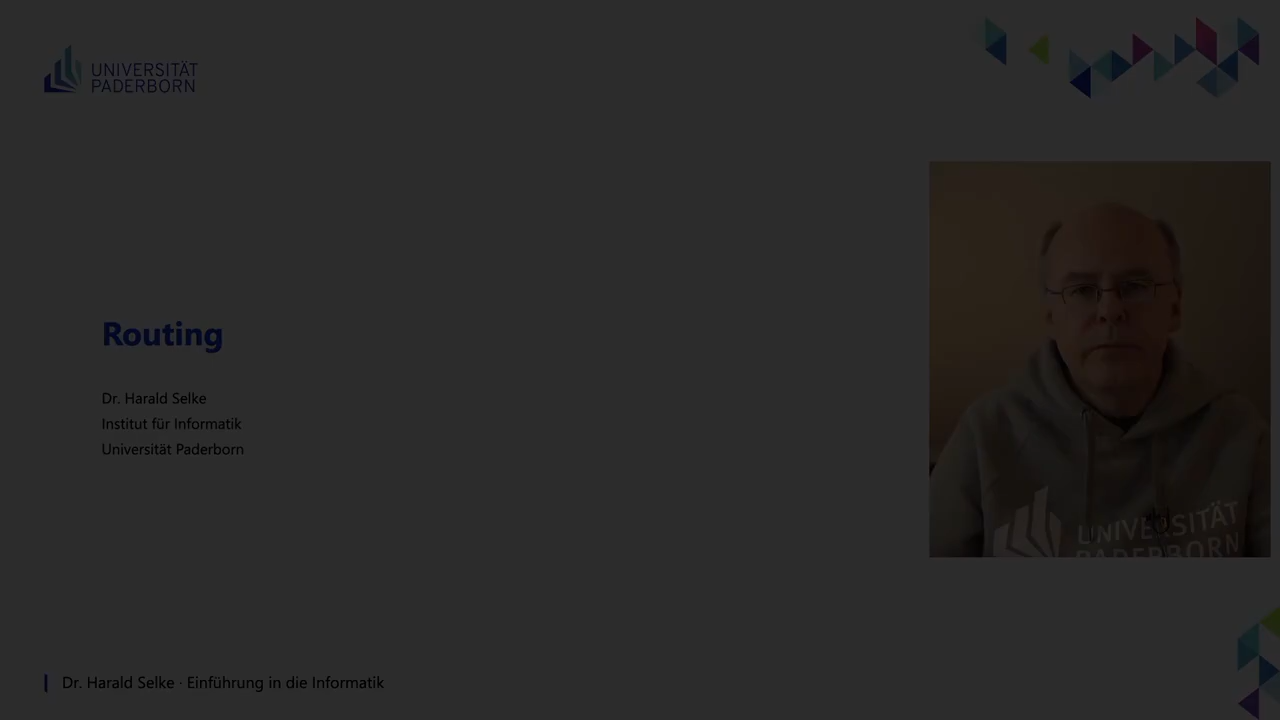 UNIVERSITÄT
PADERBORN
Routing
Dr. Harald Selke
Institut für Informatik
Universität Paderborn
UNIVERSITÄT
PADERBORN
Dr. Harald Selke · Einführung in die Informatik